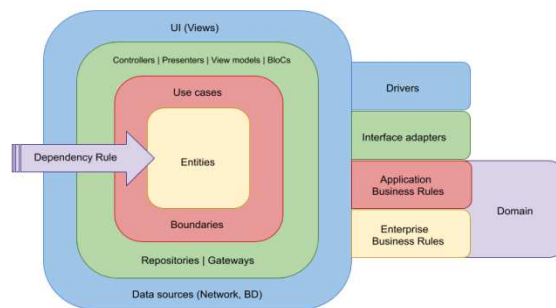 UI (Views)
Controllers | Presenters | View models | BloCs
Use cases
Drivers
Interface adapters
Dependency Rule
Entities
Application
Business Rules
Domain
Boundaries
Enterprise
Business Rules
Repositories | Gateways
Data sources (Network, BD)